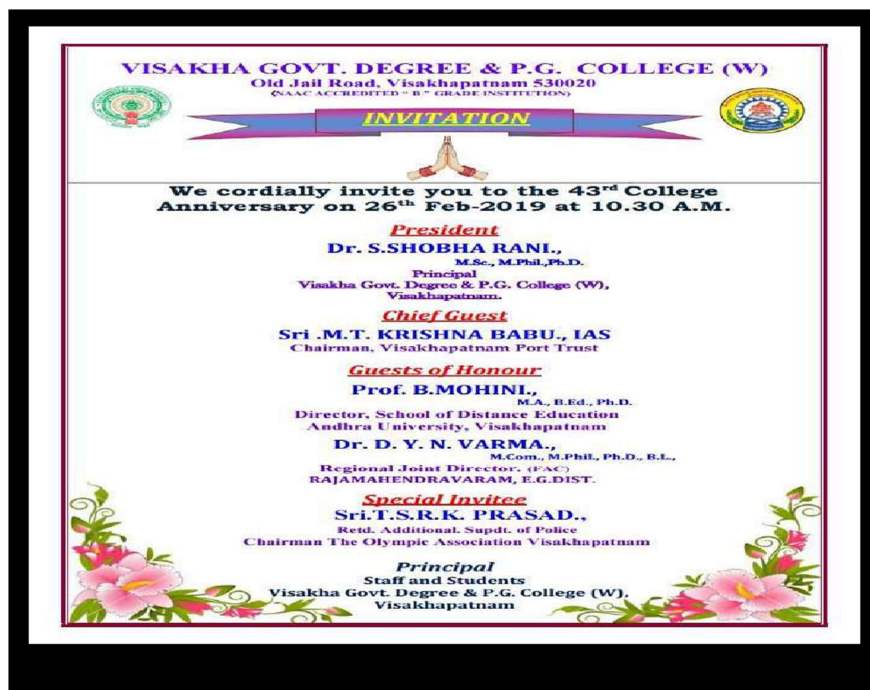 VISAKHA GOVT. DEGREE & P.G. COLLEGE (W)
Old Jail Road, Visakhapatnam 530020
(NAAC ACCREDITED " B " GRADE INSTITUTION)
INVITATION
We cordially invite you to the 43rd College
Anniversary on 26th Feb-2019 at 10.30 A.M.
President
Dr. S.SHOBHA RANI.,
M.Sc., M.Phil.,Ph.D.
Principal
Visakha Govt. Degree & P.G. College (W),
Visakhapatnam.
Chief Guest
Sri .M.T. KRISHNA BABU., IAS
Chairman, Visakhapatnam Port Trust
Guests of Honour
Prof. B.MOHINI.,
M.A., B.Ed., Ph.D.
Director, School of Distance Education
Andhra University, Visakhapatnam
Dr. D. Y. N. VARMA.,
M.Com., M.Phil., Ph.D., B.L.,
Regional Joint Director. (FAC)
RAJAMAHENDRAVARAM, E.G.DIST.
Special Invitee
Sri.T.S.R.K. PRASAD.,
Retd. Additional. Supdt. of Police
Chairman The Olympic Association Visakhapatnam
Principal
Staff and Students
Visakha Govt. Degree & P.G. College (W),
Visakhapatnam